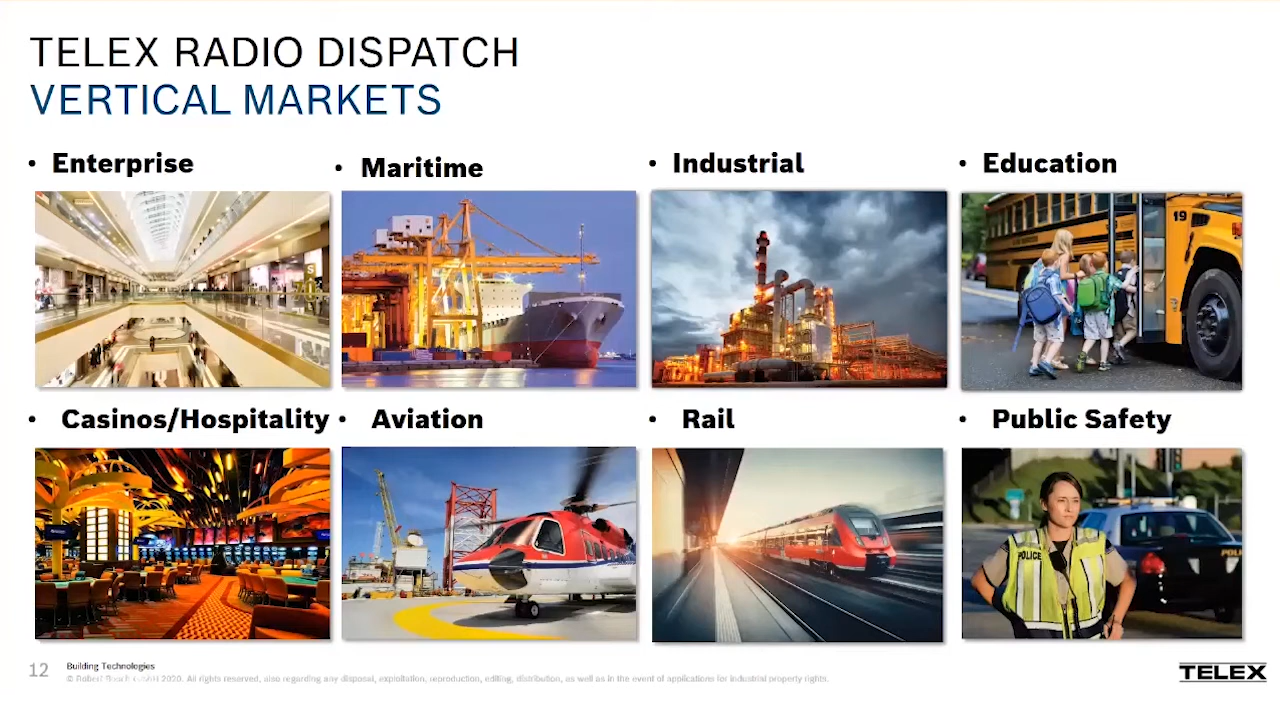 TELEX RADIO DISPATCH
VERTICAL MARKETS
• Enterprise
• Maritime
• Industrial
• Education
19
• Casinos/Hospitality
• Aviation
• Rail
• Public Safety
POLICE
12
Building Technologies
© Robert Bosch GmbH 2020. All rights reserved, also regarding any disposal, exploitation, reproduction, editing, distribution, as well as in the event of applications for industrial property rights.
TELEX